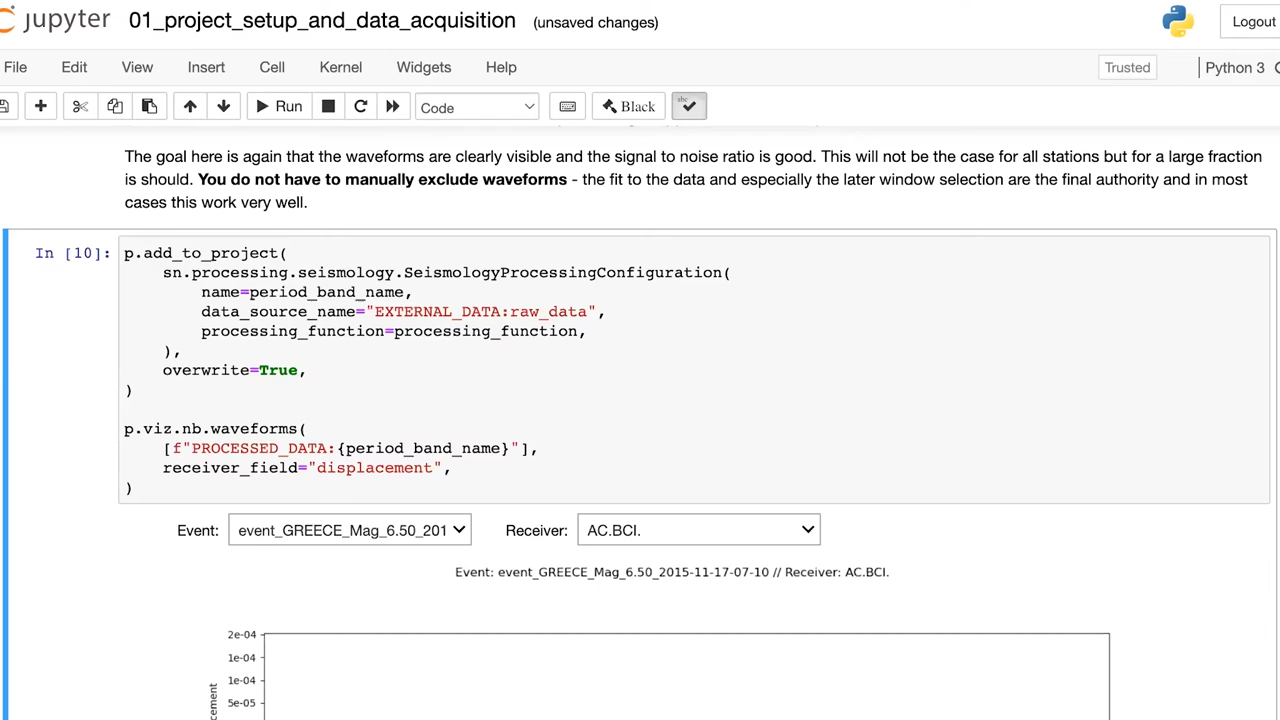 jupyter 01_project_setup_and_data_acquisition (unsaved changes) Logout
File Edit View Insert Cell Kernel Widgets Help Trusted Python 3
Run Code Black abc
The goal here is again that the waveforms are clearly visible and the signal to noise ratio is good. This will not be the case for all stations but for a large fraction
is should. You do not have to manually exclude waveforms - the fit to the data and especially the later window selection are the final authority and in most
cases this work very well.
In [10]: p.add_to_project(
sn.processing.seismology.SeismologyProcessingConfiguration(
name=period_band_name,
data_source_name="EXTERNAL_DATA:raw_data",
processing_function=processing_function,
),
overwrite=True,
)
p.viz.nb.waveforms(
[f"PROCESSED_DATA:{period_band_name}"],
receiver_field="displacement",
)
Event: event_GREECE_Mag_6.50_201 Receiver: AC.BCI.
Event: event_GREECE_Mag_6.50_2015-11-17-07-10 // Receiver: AC.BCI.
2e-04
1e-04
1e-04
5e-05
cement